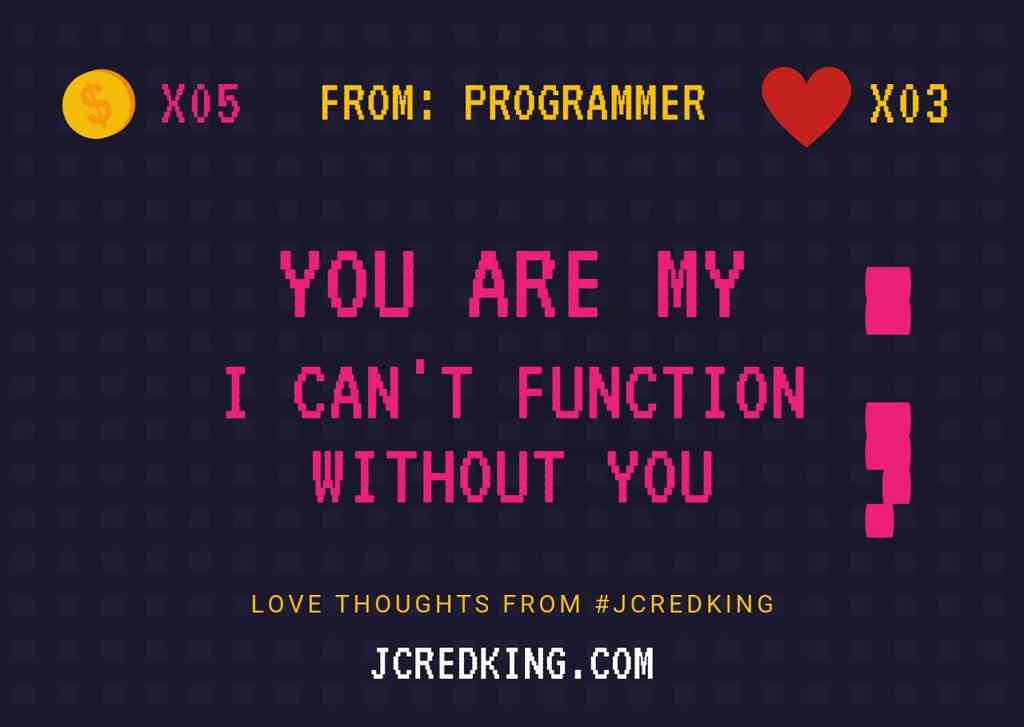 $ X05 FROM: PROGRAMMER X03
YOU ARE MY ;
I CAN'T FUNCTION
WITHOUT YOU
LOVE THOUGHTS FROM #JCREDKING
JCREDKING.COM